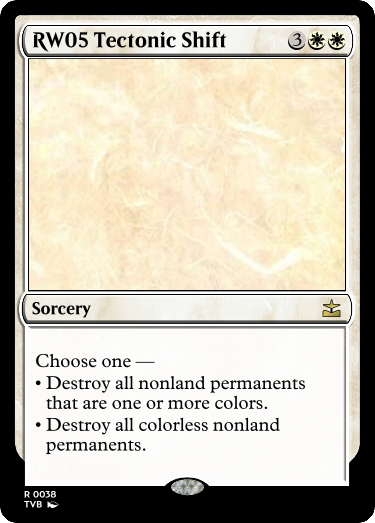 RW05 Tectonic Shift 3
Sorcery
Choose one —
• Destroy all nonland permanents
that are one or more colors.
• Destroy all colorless nonland
permanents.
R 0038
TVB